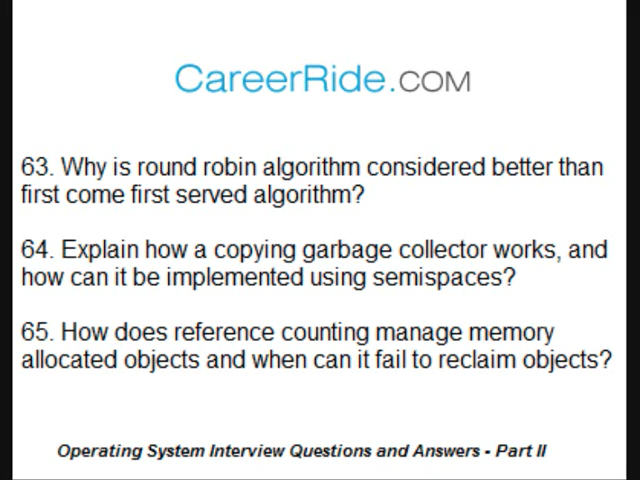 CareerRide.COM
63. Why is round robin algorithm considered better than
first come first served algorithm?
64. Explain how a copying garbage collector works, and
how can it be implemented using semispaces?
65. How does reference counting manage memory
allocated objects and when can it fail to reclaim objects?
Operating System Interview Questions and Answers - Part II